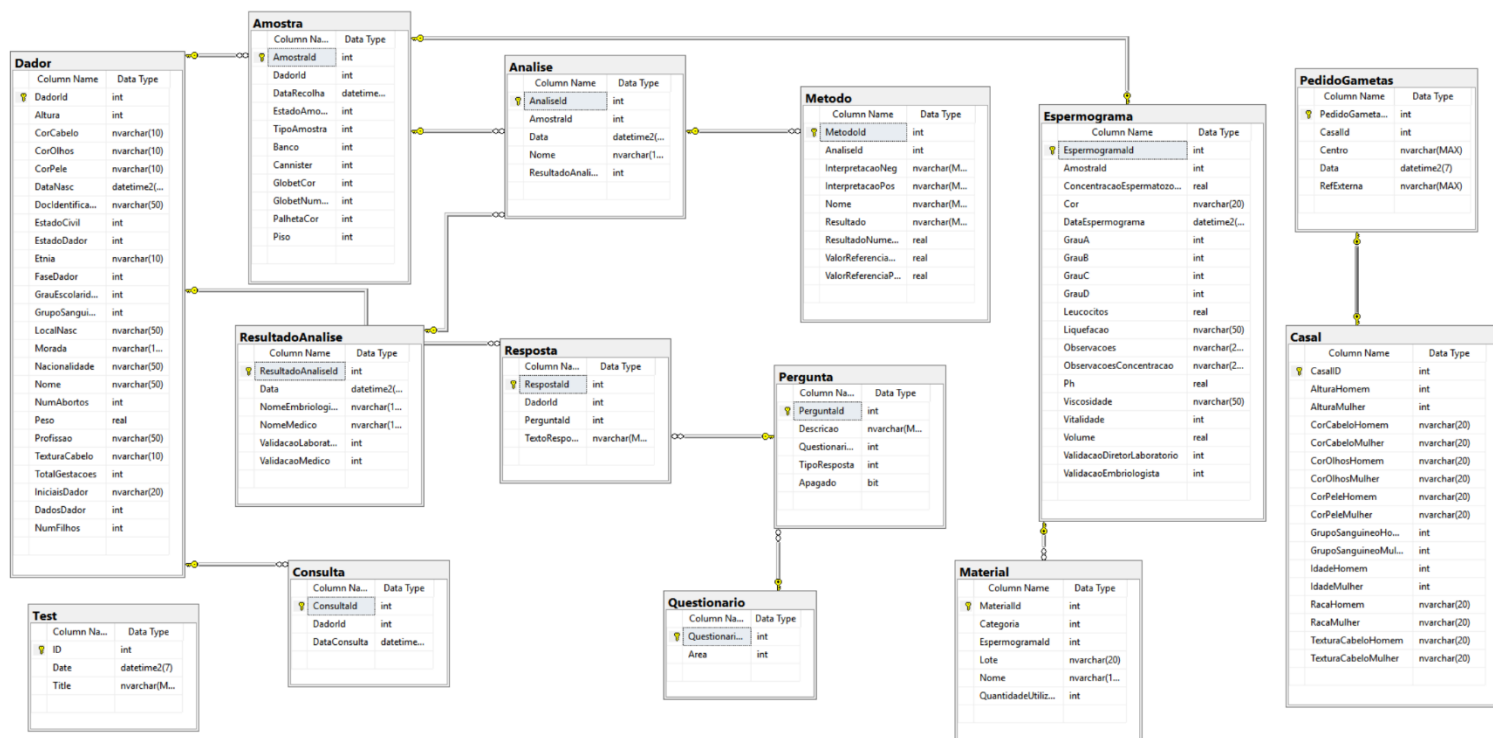 Dador
Column Name Data Type
DadorId int
Altura int
CorCabelo nvarchar(10)
CorOlhos nvarchar(10)
CorPele nvarchar(10)
DataNasc datetime2(...
DocIdentifica... nvarchar(50)
EstadoCivil int
EstadoDador int
Etnia nvarchar(10)
FaseDador int
GrauEscolarid... int
GrupoSangui... int
LocalNasc nvarchar(50)
Morada nvarchar(1...
Nacionalidade nvarchar(50)
Nome nvarchar(50)
NumAbortos int
Peso real
Profissao nvarchar(50)
TexturaCabelo nvarchar(10)
TotalGestacoes int
IniciaisDador nvarchar(20)
DadosDador int
NumFilhos int
Amostra
Column Na... Data Type
AmostraId int
DadorId int
DataRecolha datetime...
EstadoAmo... int
TipoAmostra int
Banco int
Cannister int
GlobetCor int
GlobetNum... int
PalhetaCor int
Piso int
Analise
Column Name Data Type
AnaliseId int
AmostraId int
Data datetime2(...
Nome nvarchar(1...
ResultadoAnali... int
Metodo
Column Name Data Type
MetodoId int
AnaliseId int
InterpretacaoNeg nvarchar(M...
InterpretacaoPos nvarchar(M...
Nome nvarchar(M...
Resultado nvarchar(M...
ResultadoNume... real
ValorReferencia... real
ValorReferenciaP... real
Espermograma
Column Name Data Type
EspermogramaId int
AmostraId int
ConcentracaoEspermatozo... real
Cor nvarchar(20)
DataEspermograma datetime2(...
GrauA int
GrauB int
GrauC int
GrauD int
Leucocitos real
Liquefacao nvarchar(50)
Observacoes nvarchar(2...
ObservacoesConcentracao nvarchar(2...
Ph real
Viscosidade nvarchar(50)
Vitalidade int
Volume real
ValidacaoDiretorLaboratorio int
ValidacaoEmbriologista int
PedidoGametas
Column Name Data Type
PedidoGameta... int
CasalId int
Centro nvarchar(MAX)
Data datetime2(7)
RefExterna nvarchar(MAX)
ResultadoAnalise
Column Name Data Type
ResultadoAnaliseId int
Data datetime2(...
NomeEmbriologi... nvarchar(1...
NomeMedico nvarchar(1...
ValidacaoLaborat... int
ValidacaoMedico int
Resposta
Column Na... Data Type
RespostaId int
DadorId int
PerguntaId int
TextoRespo... nvarchar(M...
Pergunta
Column Na... Data Type
PerguntaId int
Descricao nvarchar(M...
Questionari... int
TipoResposta int
Apagado bit
Casal
Column Name Data Type
CasalID int
AlturaHomem int
AlturaMulher int
CorCabeloHomem nvarchar(20)
CorCabeloMulher nvarchar(20)
CorOlhosHomem nvarchar(20)
CorOlhosMulher nvarchar(20)
CorPeleHomem nvarchar(20)
CorPeleMulher nvarchar(20)
GrupoSanguineoHo... int
GrupoSanguineoMul... int
IdadeHomem int
IdadeMulher int
RacaHomem nvarchar(20)
RacaMulher nvarchar(20)
TexturaCabeloHomem nvarchar(20)
TexturaCabeloMulher nvarchar(20)
Test
Column Na... Data Type
ID int
Date datetime2(7)
Title nvarchar(M...
Consulta
Column Na... Data Type
ConsultaId int
DadorId int
DataConsulta datetime...
Questionario
Column Na... Data Type
Questionari... int
Area int
Material
Column Name Data Type
MaterialId int
Categoria int
EspermogramaId int
Lote nvarchar(20)
Nome nvarchar(1...
QuantidadeUtiliz... int